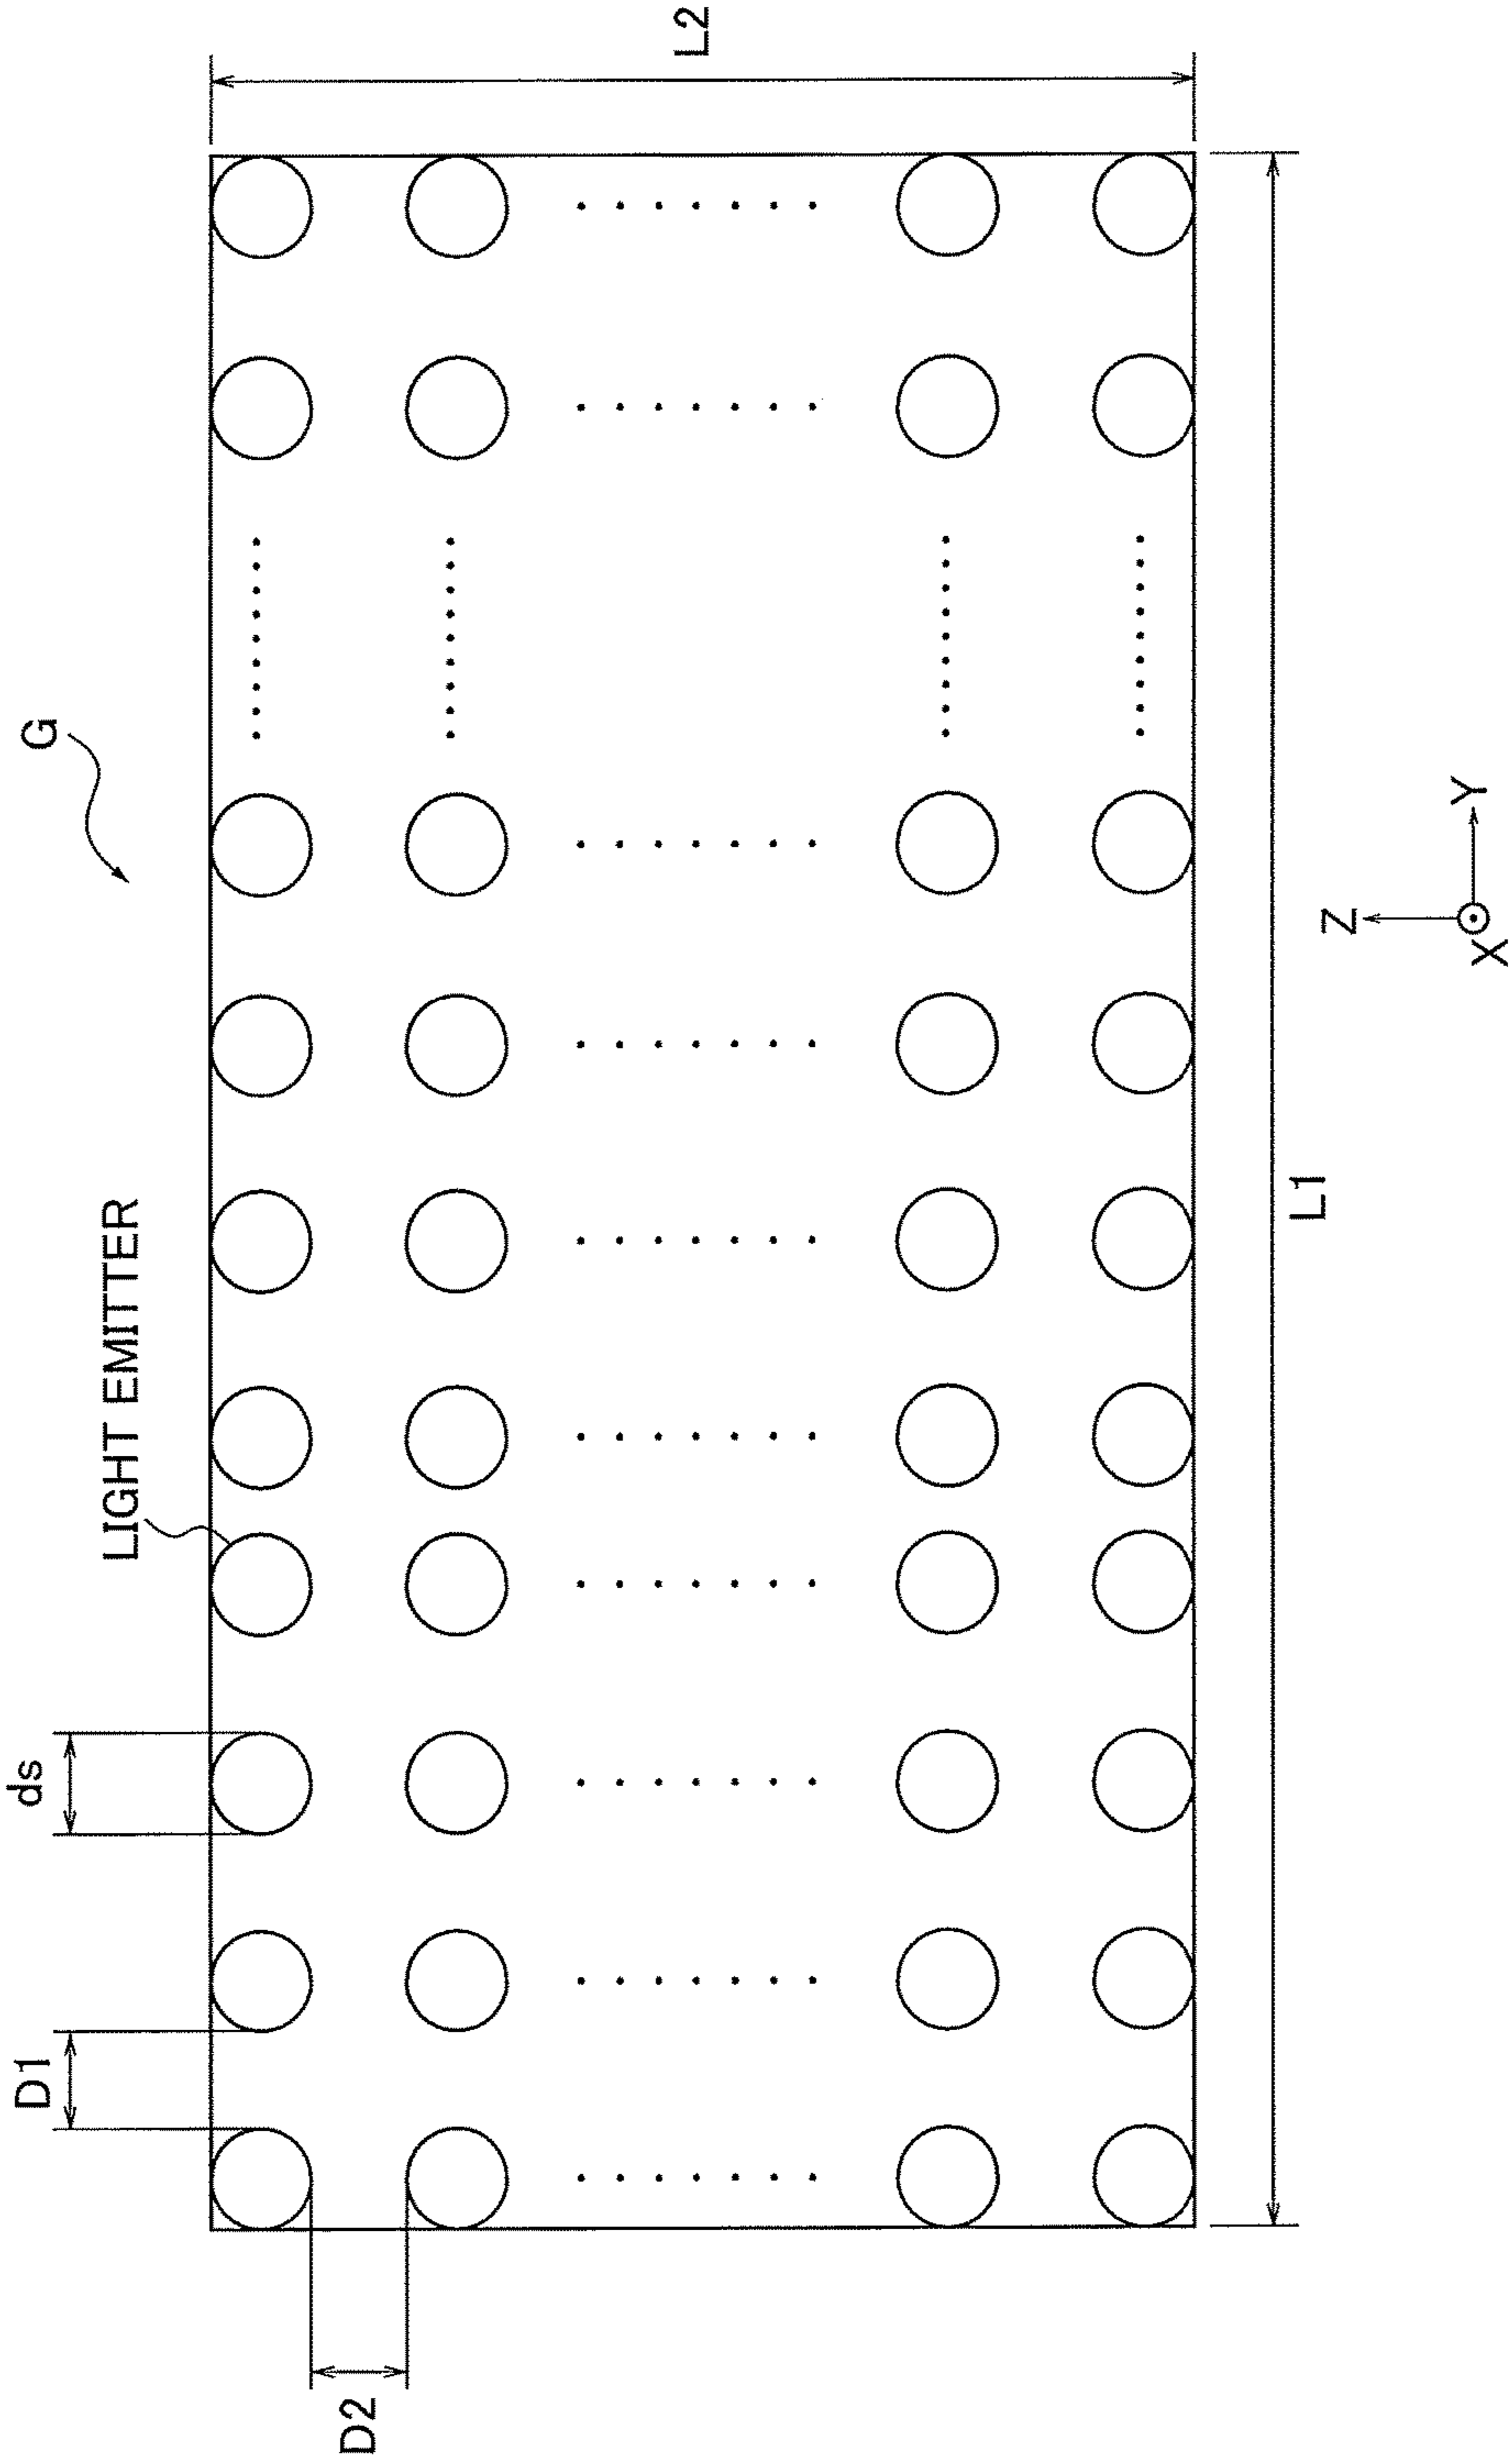 D1
ds
LIGHT EMITTER
G
D2
L2
L1
Z
Y
X